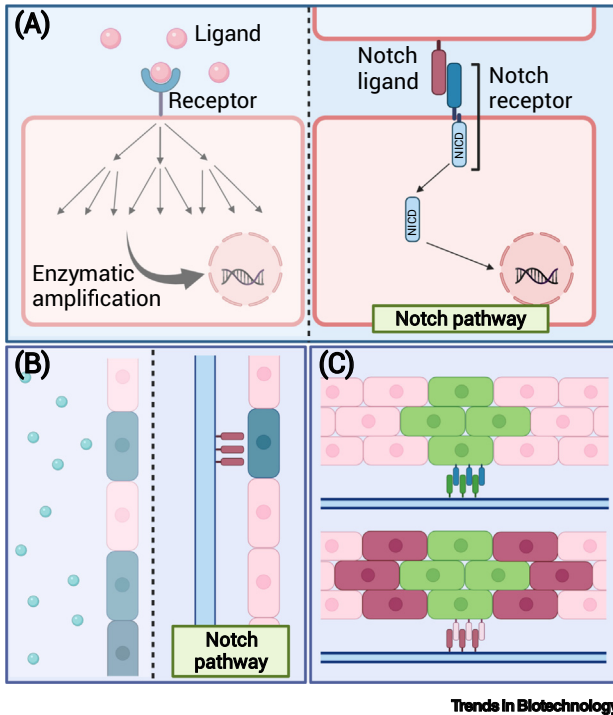 (A)
Ligand
Receptor
Enzymatic
amplification
Notch
ligand
Notch
receptor
NICD
NICD
Notch pathway
(B)
Notch
pathway
(C)
Trends in Biotechnology